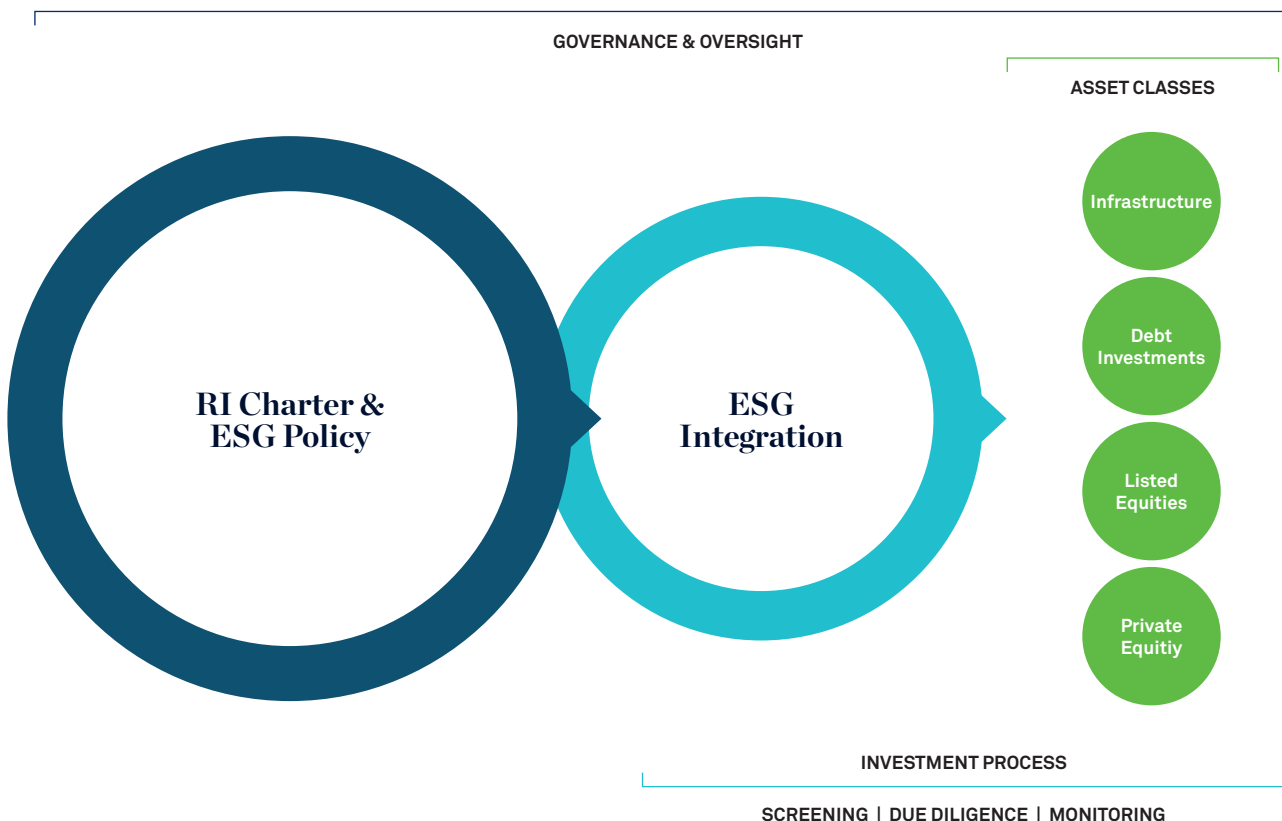 GOVERNANCE & OVERSIGHT
ASSET CLASSES
RI Charter &
ESG Policy
ESG
Integration
Infrastructure
Debt
Investments
Listed
Equities
Private
Equitiy
INVESTMENT PROCESS
SCREENING | DUE DILIGENCE | MONITORING